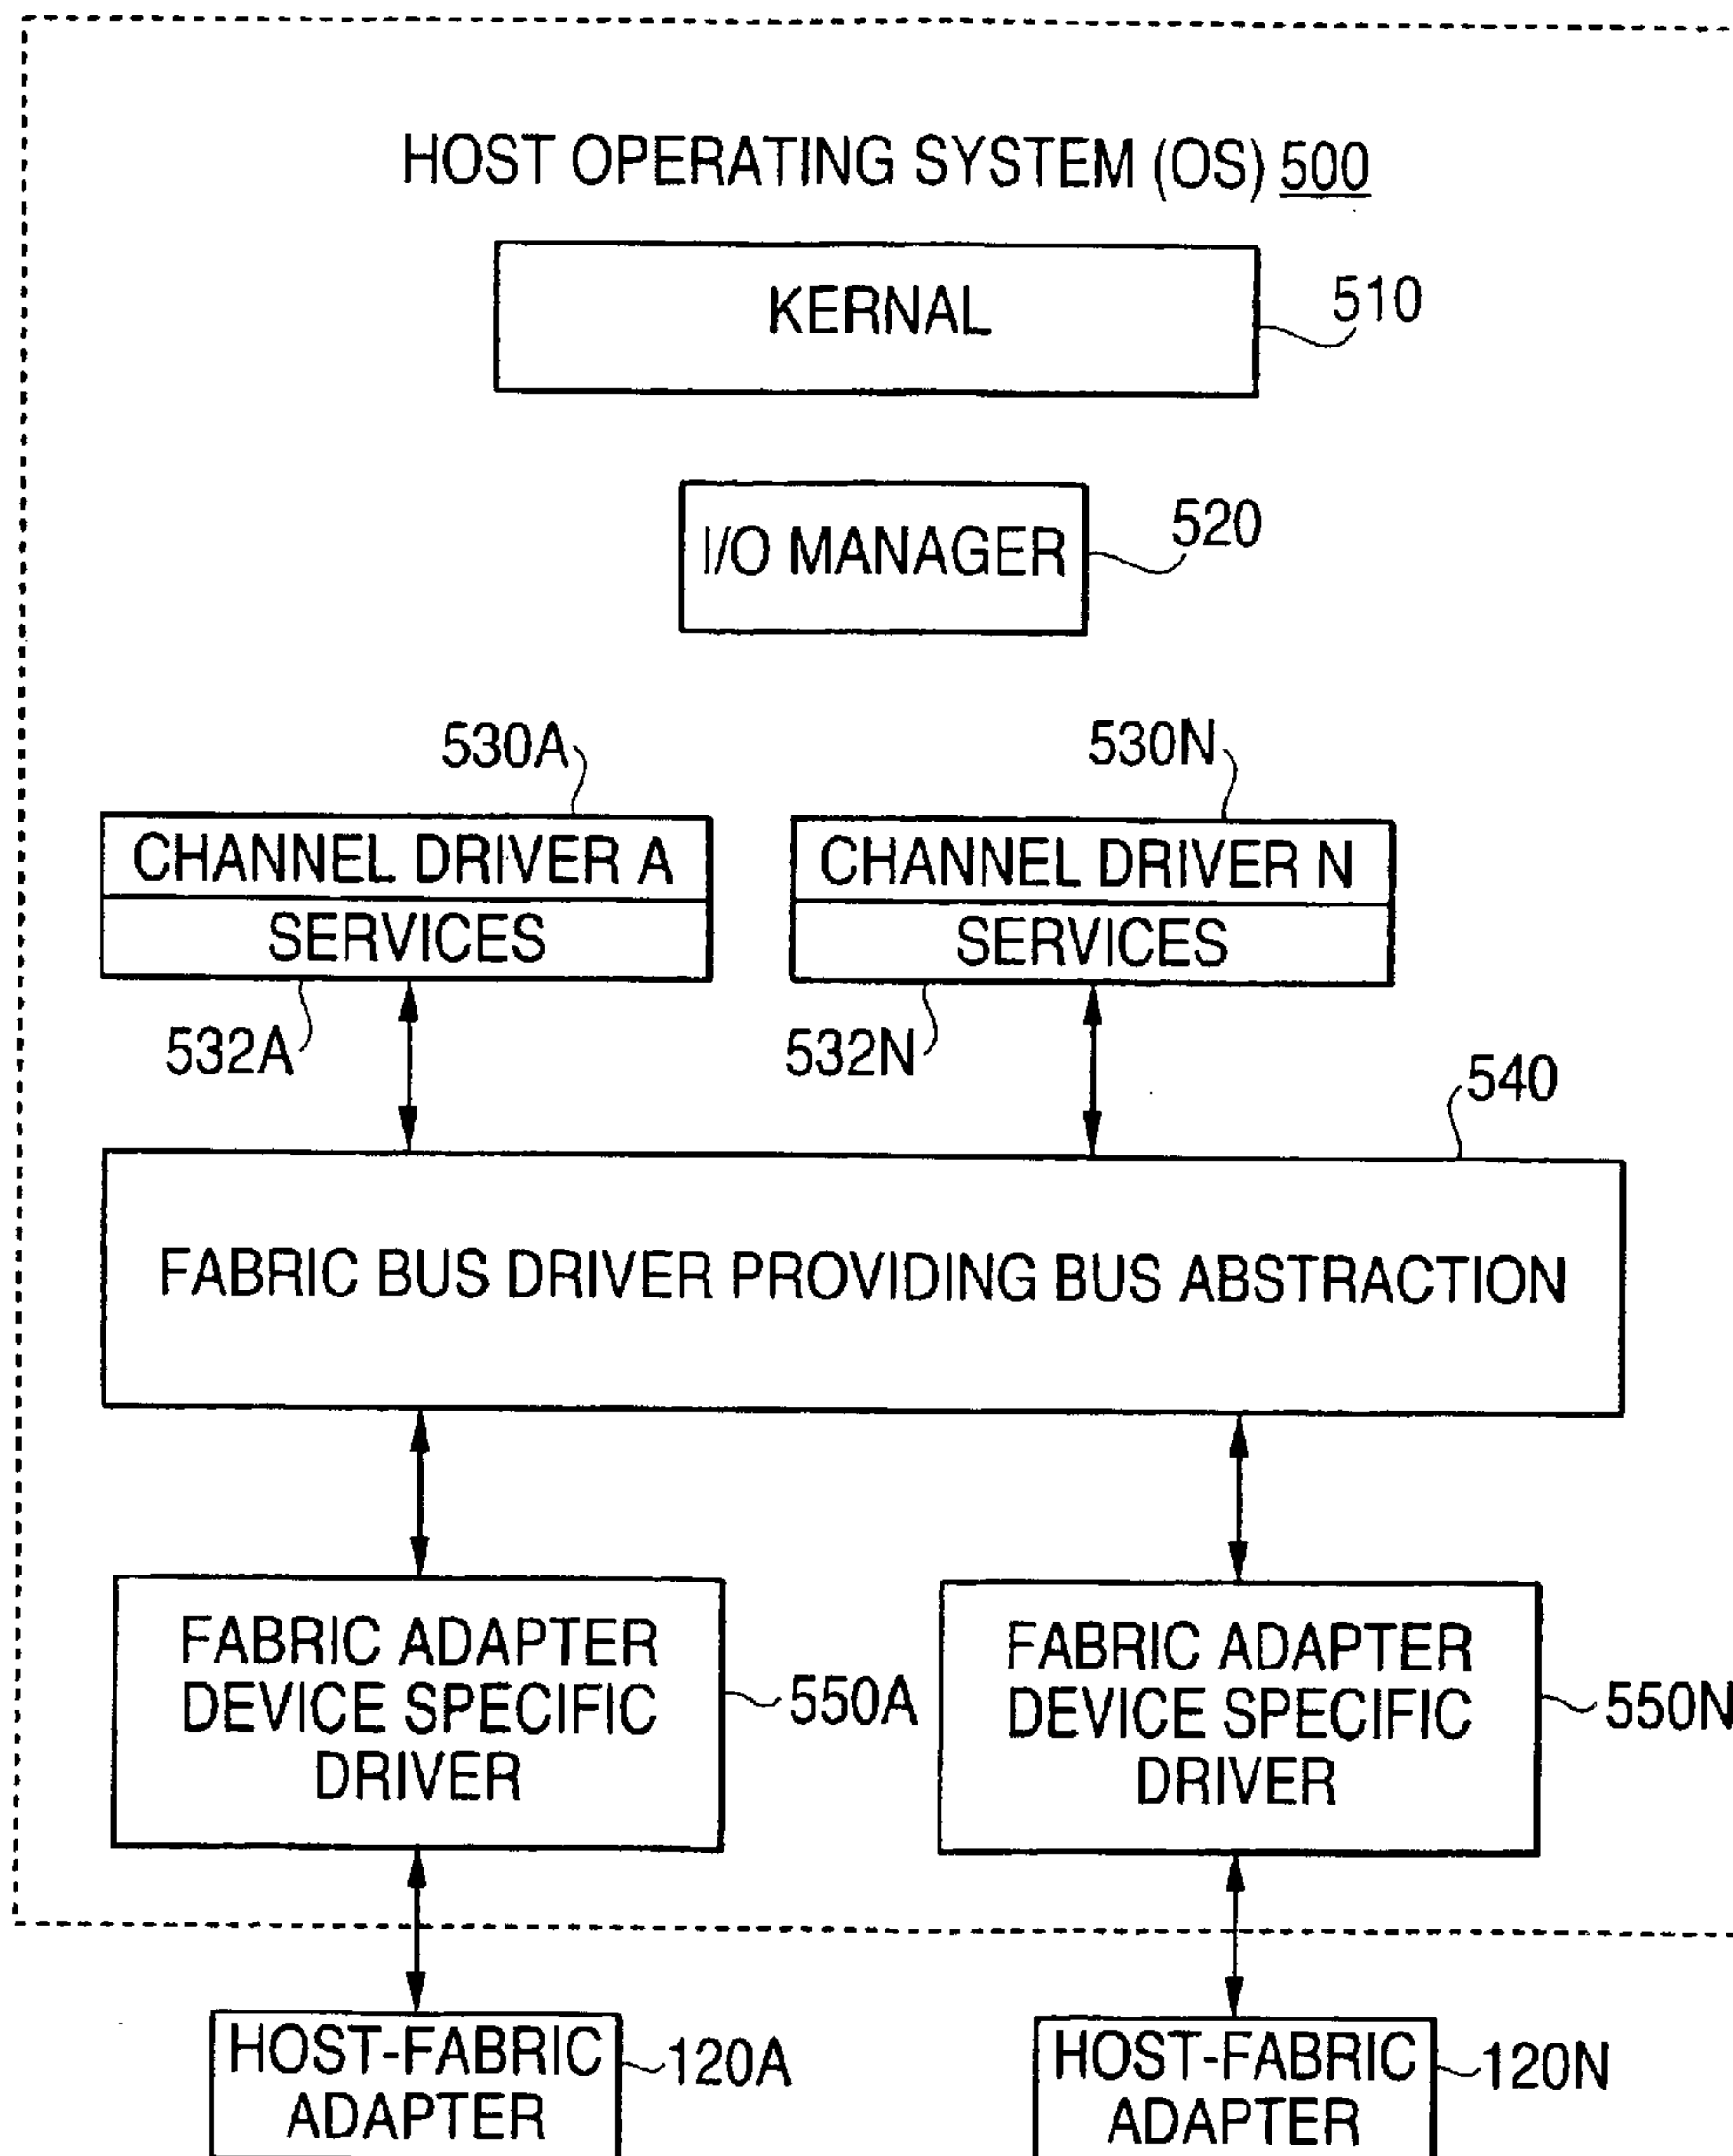 HOST OPERATING SYSTEM (OS) 500
KERNAL
510
I/O MANAGER
520
530A
530N
CHANNEL DRIVER A
SERVICES
CHANNEL DRIVER N
SERVICES
532A
532N
540
FABRIC BUS DRIVER PROVIDING BUS ABSTRACTION
FABRIC ADAPTER
DEVICE SPECIFIC
DRIVER
550A
FABRIC ADAPTER
DEVICE SPECIFIC
DRIVER
550N
HOST-FABRIC
ADAPTER
120A
HOST-FABRIC
ADAPTER
120N